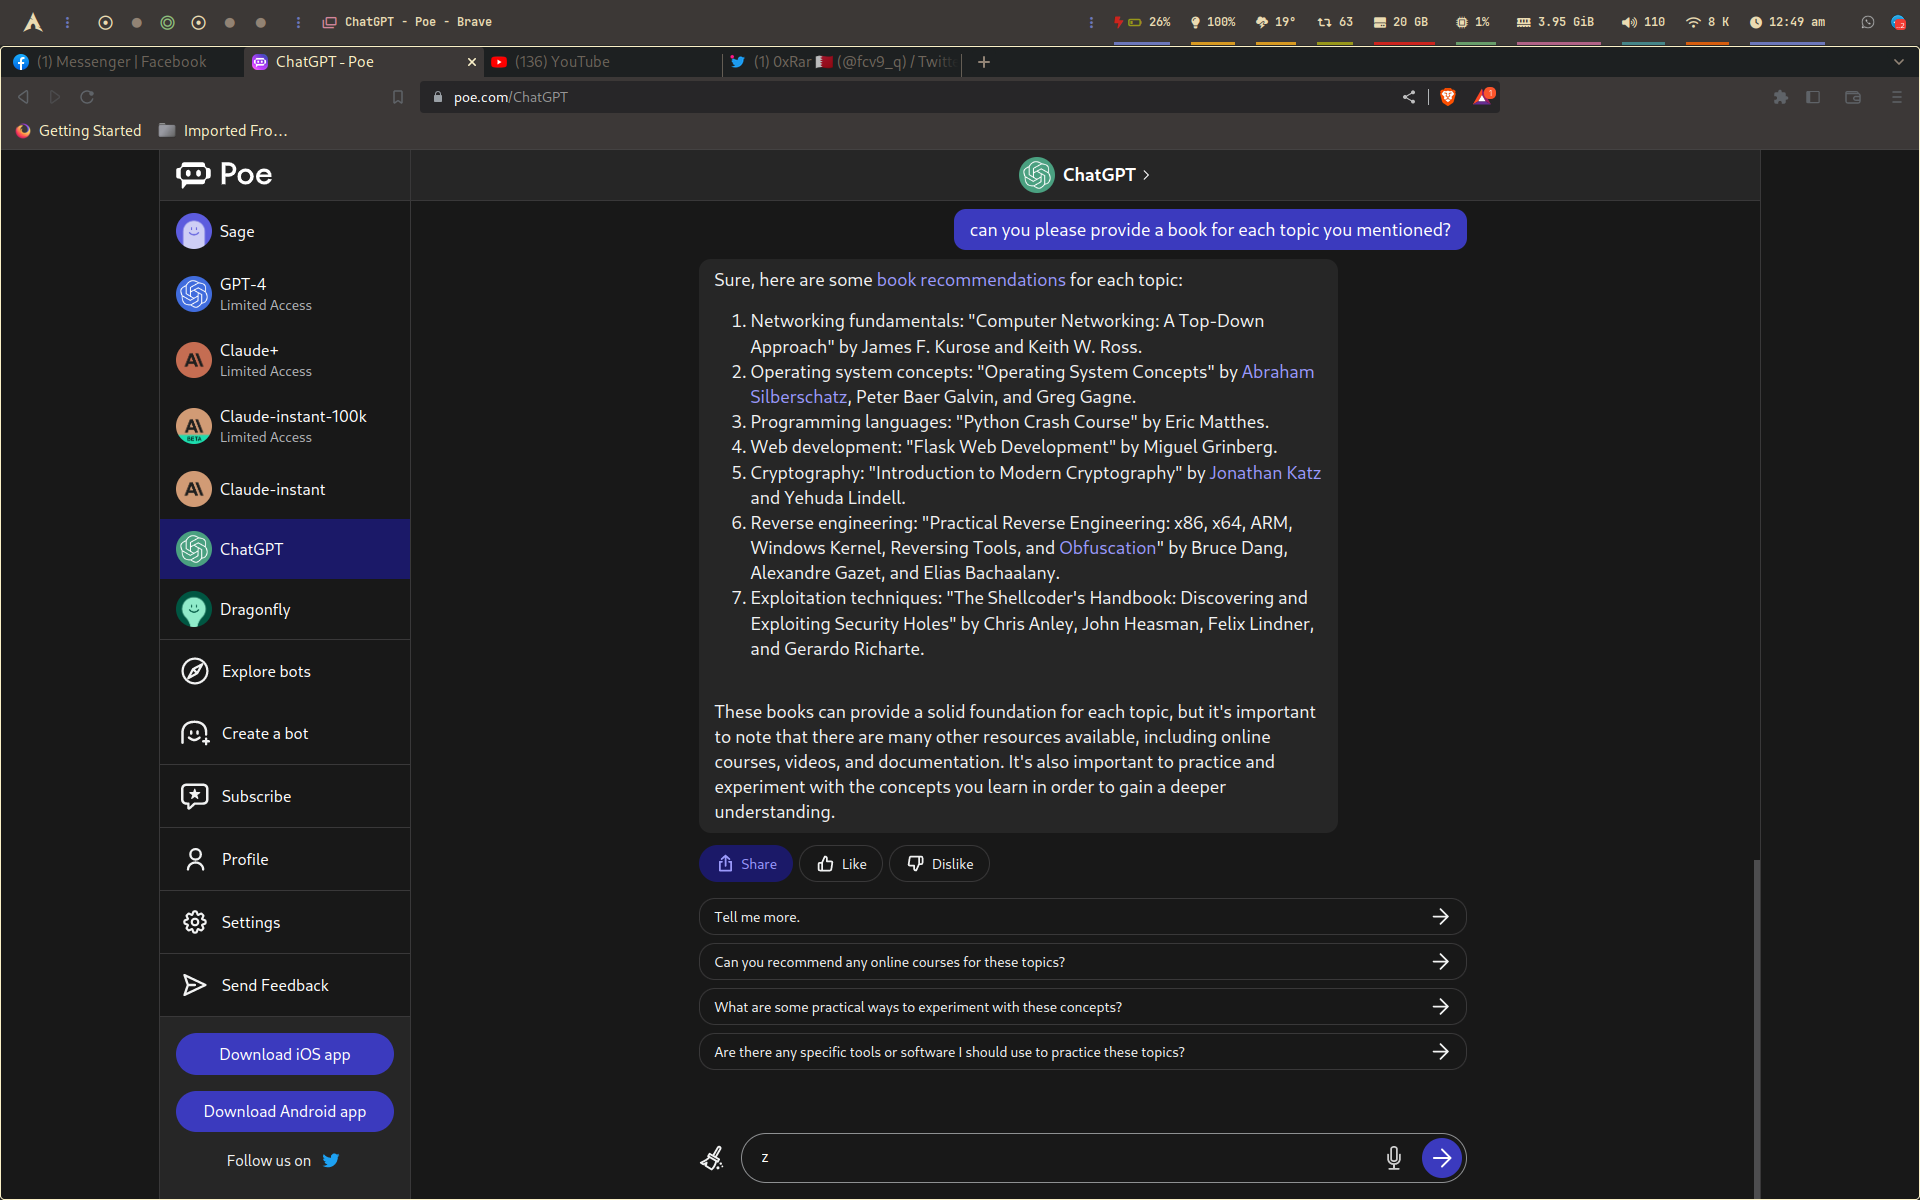 ChatGPT - Poe - Brave
26%
100%
19°
63
20 GB
1%
3.95 GiB
110
8 K
12:49 am
(1) Messenger | Facebook
ChatGPT - Poe
(136) YouTube
(1) 0xRar 🇧🇭 (@fcv9_q) / Twitt
poe.com/ChatGPT
1
Getting Started
Imported Fro...
Poe
ChatGPT
Sage
GPT-4
Limited Access
Claude+
Limited Access
Claude-instant-100k
Limited Access
BETA
Claude-instant
ChatGPT
Dragonfly
Explore bots
Create a bot
Subscribe
Profile
Settings
Send Feedback
Download iOS app
Download Android app
Follow us on
can you please provide a book for each topic you mentioned?
Sure, here are some book recommendations for each topic:
1. Networking fundamentals: "Computer Networking: A Top-Down
Approach" by James F. Kurose and Keith W. Ross.
2. Operating system concepts: "Operating System Concepts" by Abraham
Silberschatz, Peter Baer Galvin, and Greg Gagne.
3. Programming languages: "Python Crash Course" by Eric Matthes.
4. Web development: "Flask Web Development" by Miguel Grinberg.
5. Cryptography: "Introduction to Modern Cryptography" by Jonathan Katz
and Yehuda Lindell.
6. Reverse engineering: "Practical Reverse Engineering: x86, x64, ARM,
Windows Kernel, Reversing Tools, and Obfuscation" by Bruce Dang,
Alexandre Gazet, and Elias Bachaalany.
7. Exploitation techniques: "The Shellcoder's Handbook: Discovering and
Exploiting Security Holes" by Chris Anley, John Heasman, Felix Lindner,
and Gerardo Richarte.
These books can provide a solid foundation for each topic, but it's important
to note that there are many other resources available, including online
courses, videos, and documentation. It's also important to practice and
experiment with the concepts you learn in order to gain a deeper
understanding.
Share
Like
Dislike
Tell me more.
Can you recommend any online courses for these topics?
What are some practical ways to experiment with these concepts?
Are there any specific tools or software I should use to practice these topics?
z